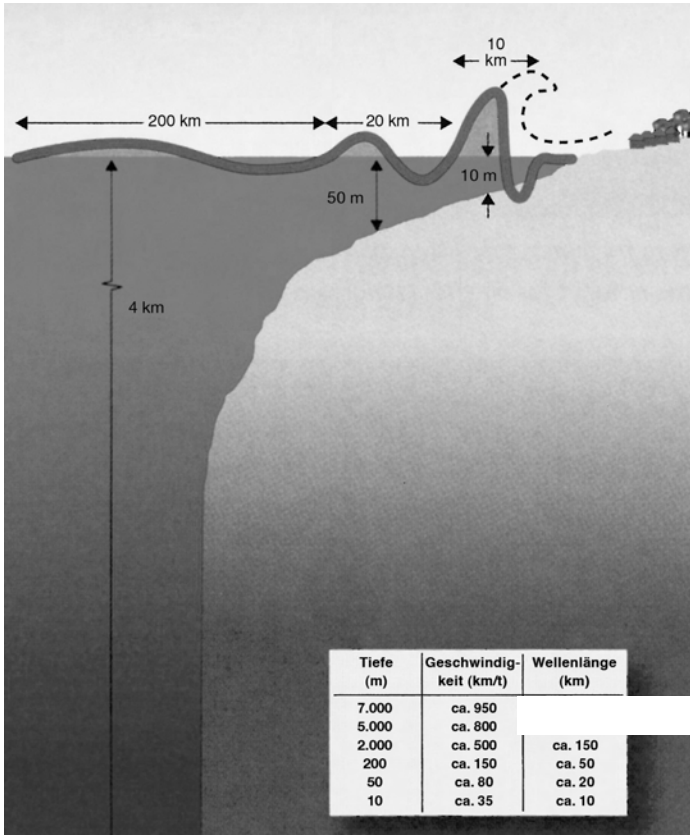 10
km
200 km
20 km
10 m
50 m
4 km
Tiefe Geschwindig- Wellenlänge
(m) keit (km/t) (km)
7.000 ca. 950
5.000 ca. 800
2.000 ca. 500 ca. 150
200 ca. 150 ca. 50
50 ca. 80 ca. 20
10 ca. 35 ca. 10